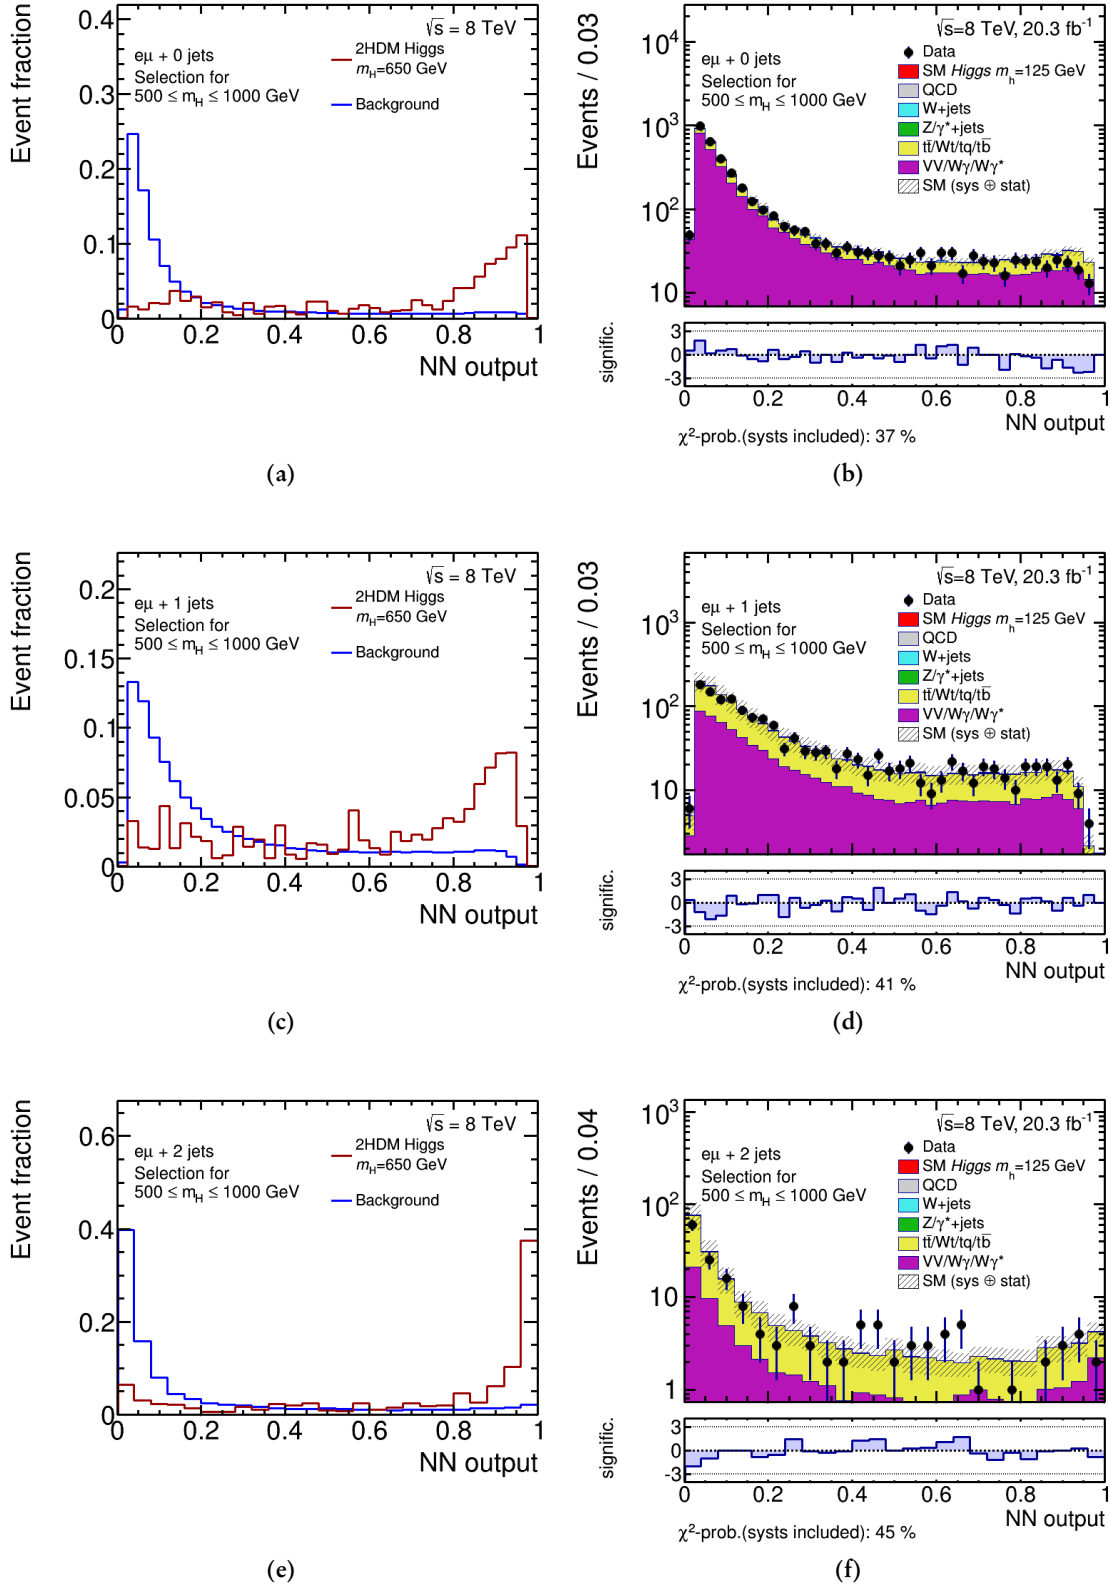 √s = 8 TeV
eμ + 0 jets
Selection for
500 ≤ m_H ≤ 1000 GeV
2HDM Higgs
m_H=650 GeV
Background
Event fraction
0.4
0.3
0.2
0.1
0
0 0.2 0.4 0.6 0.8 1
NN output
(a)
√s=8 TeV, 20.3 fb⁻¹
eμ + 0 jets
Selection for
500 ≤ m_H ≤ 1000 GeV
Data
SM Higgs m_h=125 GeV
QCD
W+jets
Z/γ*+jets
tt̄/Wt/tq/tb̄
VV/Wγ/Wγ*
SM (sys ⊕ stat)
Events / 0.03
10⁴
10³
10²
10
signific.
3
0
-3
0 0.2 0.4 0.6 0.8 1
NN output
χ²-prob.(systs included): 37 %
(b)
√s = 8 TeV
eμ + 1 jets
Selection for
500 ≤ m_H ≤ 1000 GeV
2HDM Higgs
m_H=650 GeV
Background
Event fraction
0.2
0.15
0.1
0.05
0
0 0.2 0.4 0.6 0.8 1
NN output
(c)
√s=8 TeV, 20.3 fb⁻¹
eμ + 1 jets
Selection for
500 ≤ m_H ≤ 1000 GeV
Data
SM Higgs m_h=125 GeV
QCD
W+jets
Z/γ*+jets
tt̄/Wt/tq/tb̄
VV/Wγ/Wγ*
SM (sys ⊕ stat)
Events / 0.03
10³
10²
10
signific.
3
0
-3
0 0.2 0.4 0.6 0.8 1
NN output
χ²-prob.(systs included): 41 %
(d)
√s = 8 TeV
eμ + 2 jets
Selection for
500 ≤ m_H ≤ 1000 GeV
2HDM Higgs
m_H=650 GeV
Background
Event fraction
0.6
0.4
0.2
0
0 0.2 0.4 0.6 0.8 1
NN output
(e)
√s=8 TeV, 20.3 fb⁻¹
eμ + 2 jets
Selection for
500 ≤ m_H ≤ 1000 GeV
Data
SM Higgs m_h=125 GeV
QCD
W+jets
Z/γ*+jets
tt̄/Wt/tq/tb̄
VV/Wγ/Wγ*
SM (sys ⊕ stat)
Events / 0.04
10³
10²
10
1
signific.
3
0
-3
0 0.2 0.4 0.6 0.8 1
NN output
χ²-prob.(systs included): 45 %
(f)